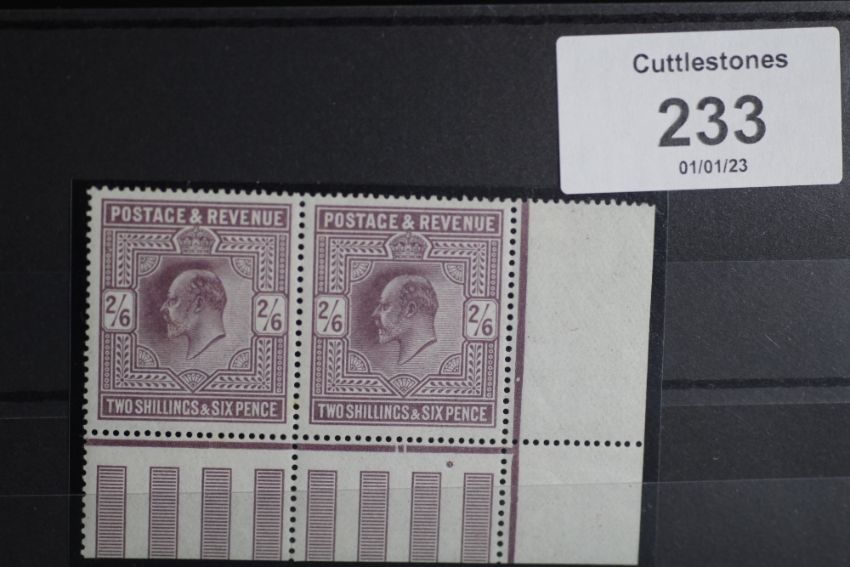 Cuttlestones
233
01/01/23
POSTAGE & REVENUE
2/6 2/6
TWO SHILLINGS & SIX PENCE
POSTAGE & REVENUE
2/6 2/6
TWO SHILLINGS & SIX PENCE